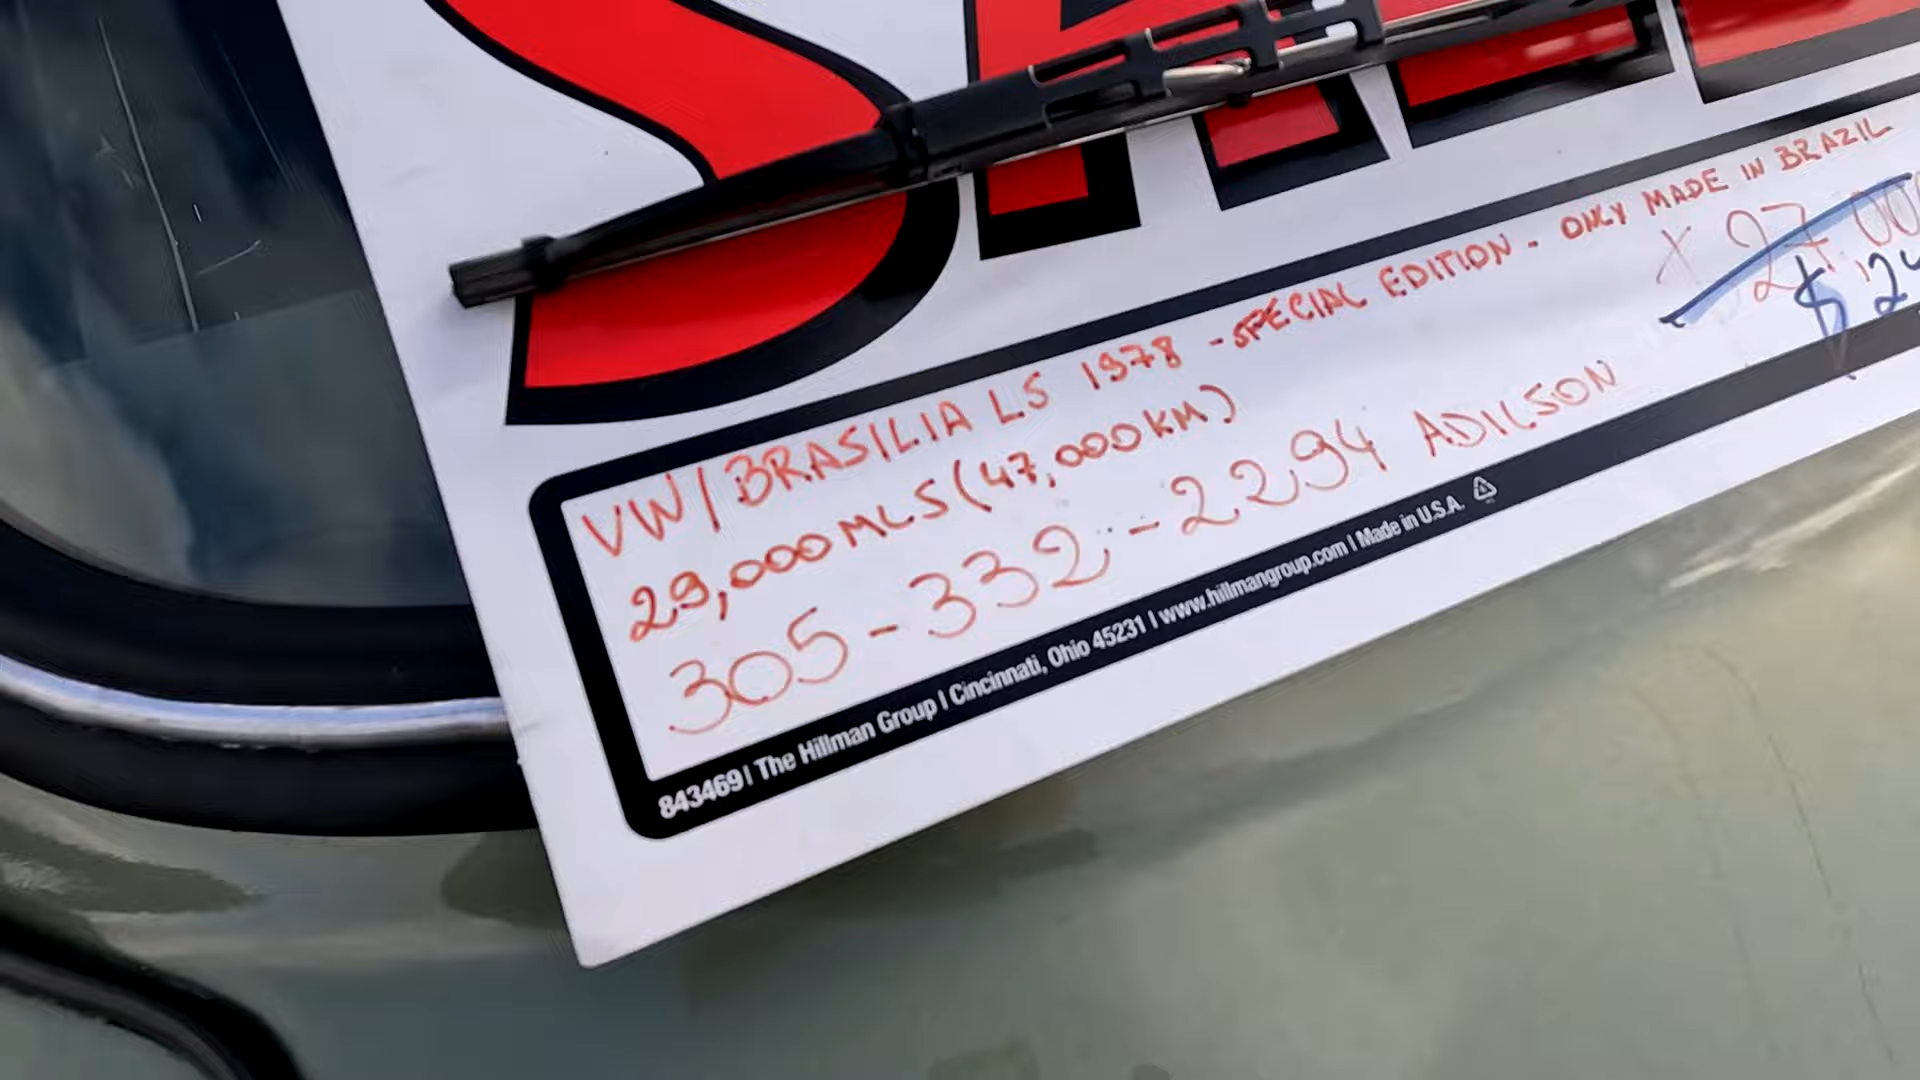 SALE
VW/BRASILIA LS 1978 - SPECIAL EDITION - ONLY MADE IN BRAZIL
29,000 MLS (47,000 KM)
305-332-2294 ADILSON
843469 | The Hillman Group | Cincinnati, Ohio 45231 | www.hillmangroup.com | Made in U.S.A.